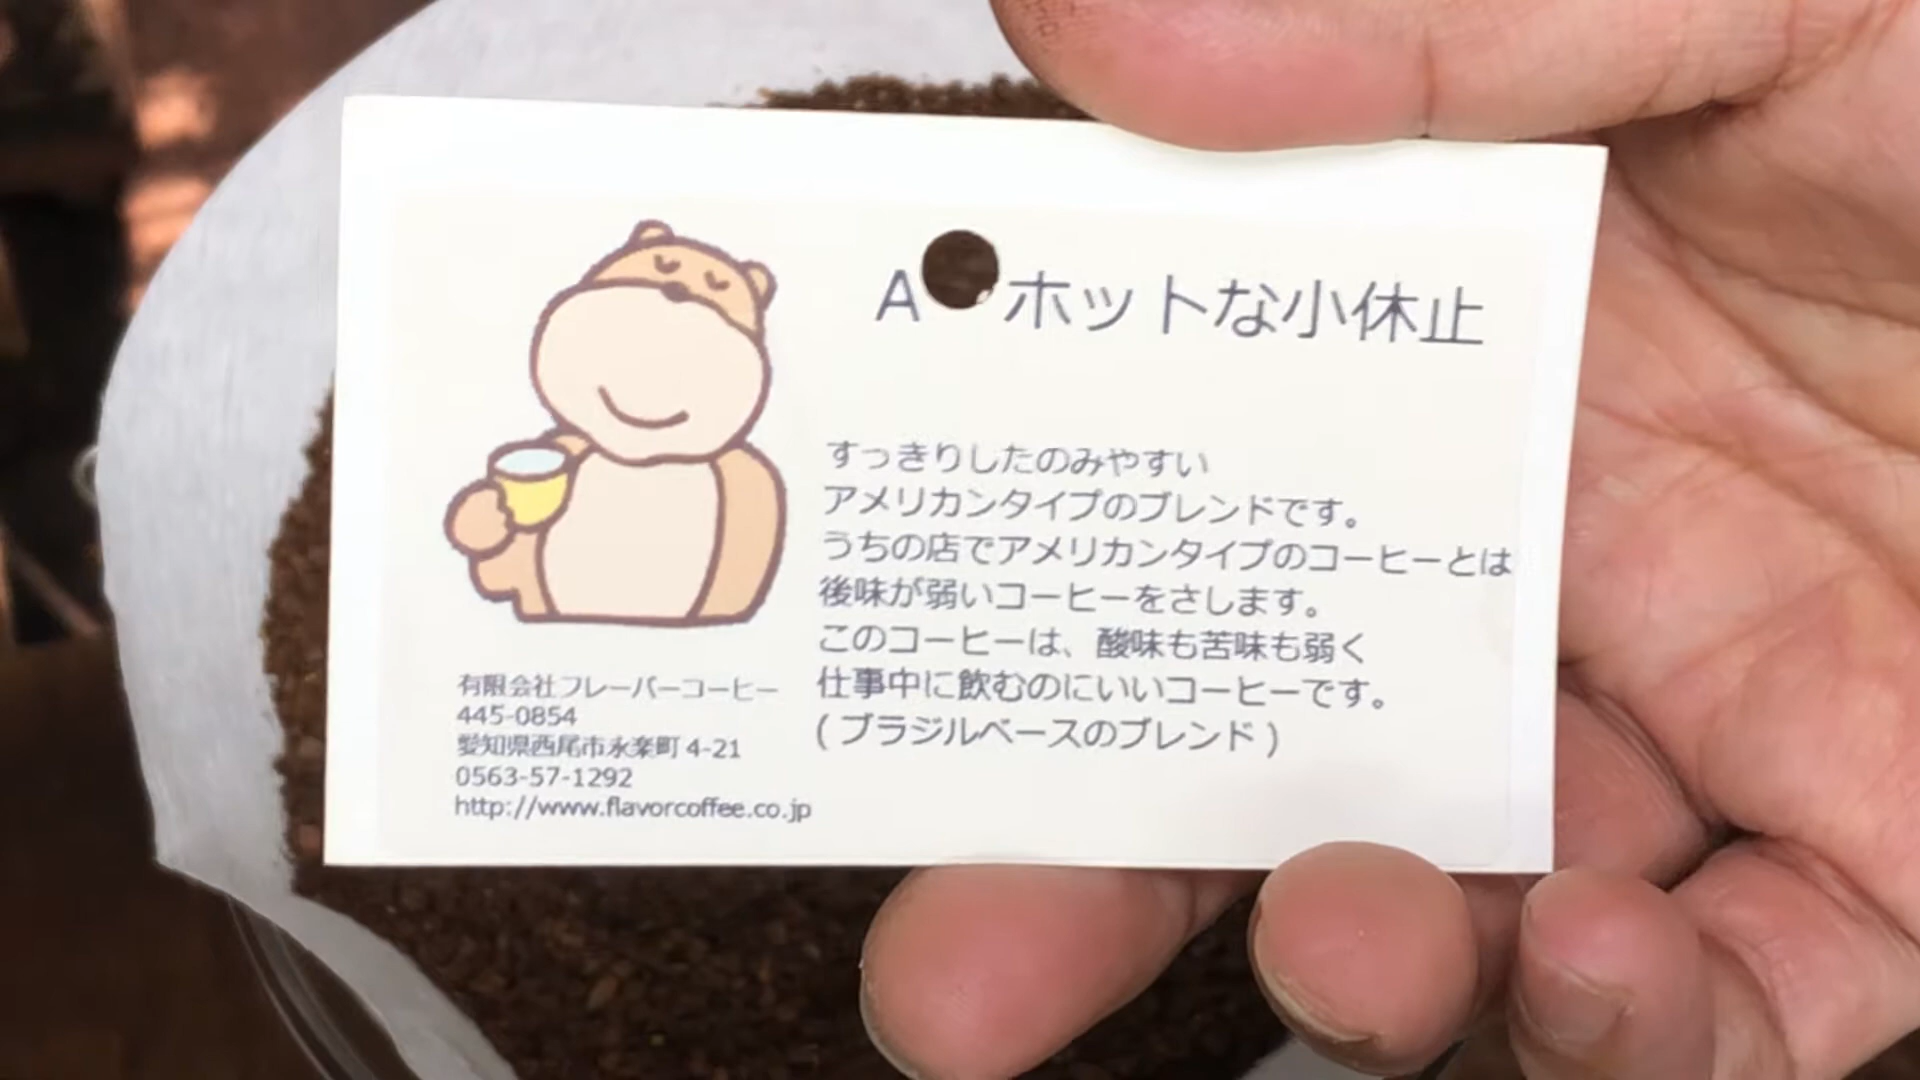 A ホットな小休止
すっきりしたのみやすい
アメリカンタイプのブレンドです。
うちの店でアメリカンタイプのコーヒーとは
後味が弱いコーヒーをさします。
このコーヒーは、酸味も苦味も弱く
仕事中に飲むのにいいコーヒーです。
(ブラジルベースのブレンド)
有限会社フレーバーコーヒー
445-0854
愛知県西尾市永楽町 4-21
0563-57-1292
http://www.flavorcoffee.co.jp